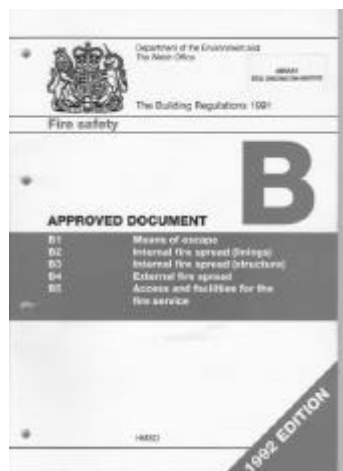 Department of the Environment and
The Welsh Office
LIBRARY
The Building Regulations 1991
Fire safety
B
APPROVED DOCUMENT
B1 Means of escape
B2 Internal fire spread (linings)
B3 Internal fire spread (structure)
B4 External fire spread
B5 Access and facilities for the
fire service
HMSO
1992 EDITION